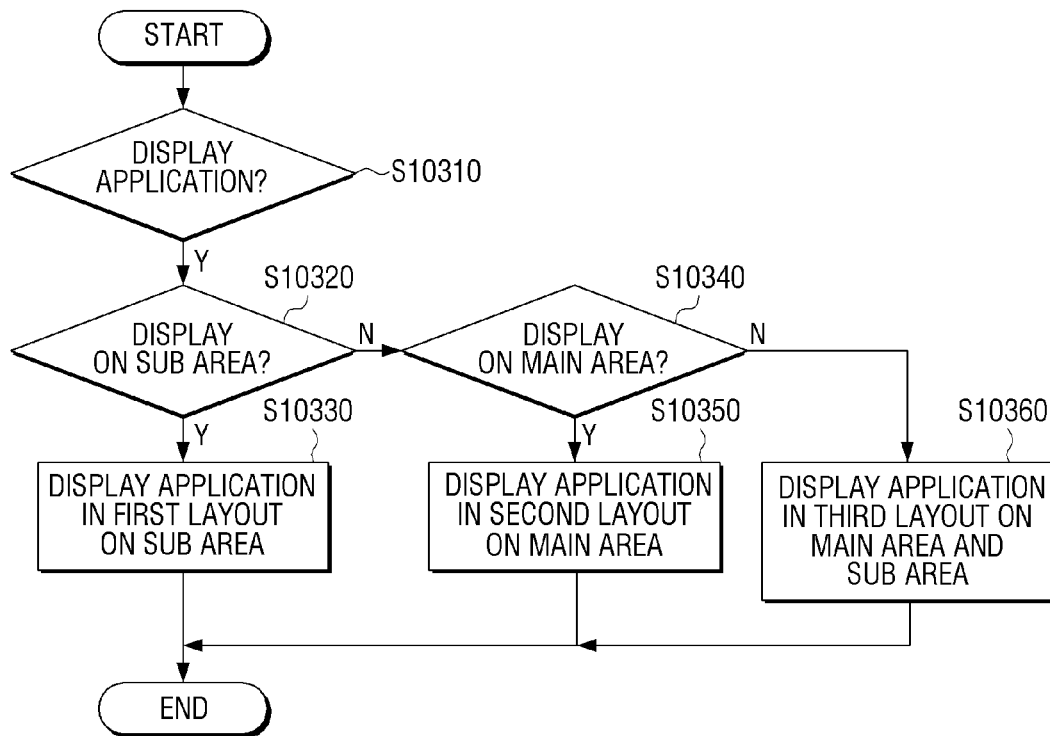 START
DISPLAY
APPLICATION?
S10310
Y
S10320
S10340
DISPLAY
ON SUB AREA?
N
DISPLAY
ON MAIN AREA?
N
S10330
S10350
S10360
Y
Y
DISPLAY APPLICATION
IN FIRST LAYOUT
ON SUB AREA
DISPLAY APPLICATION
IN SECOND LAYOUT
ON MAIN AREA
DISPLAY APPLICATION
IN THIRD LAYOUT ON
MAIN AREA AND
SUB AREA
END